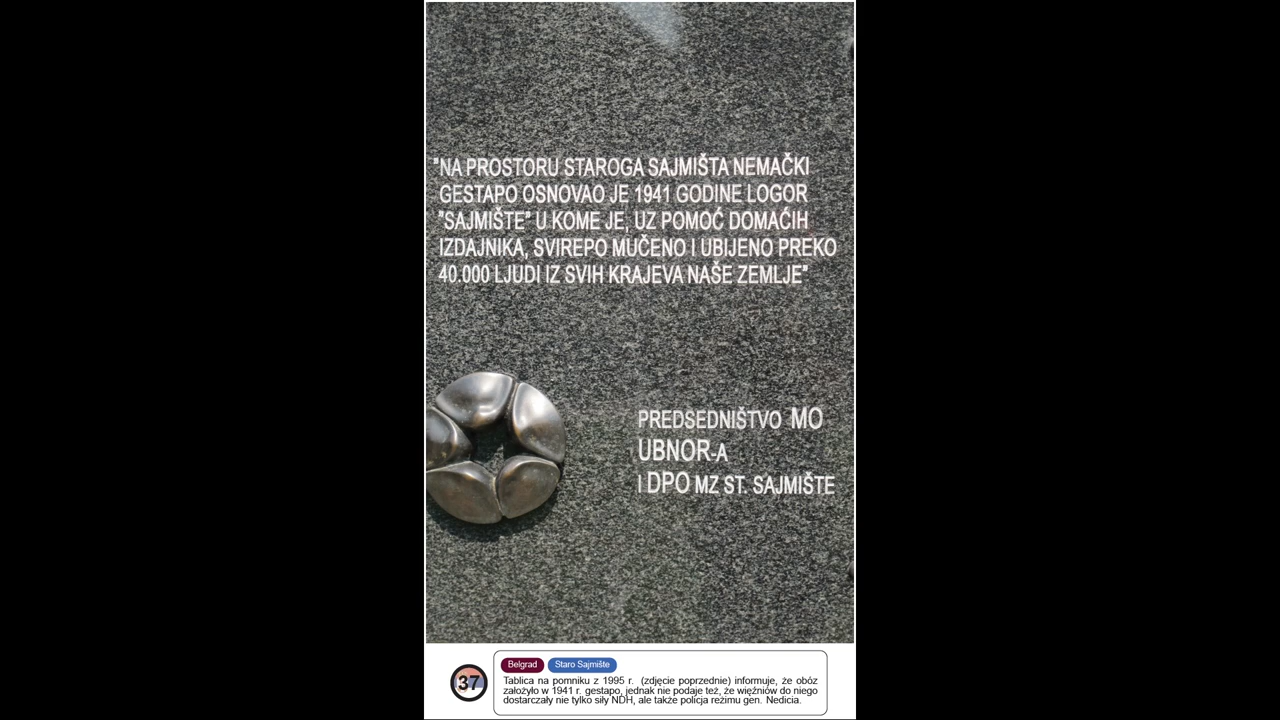 "NA PROSTORU STAROGA SAJMIŠTA NEMAČKI
GESTAPO OSNOVAO JE 1941 GODINE LOGOR
"SAJMIŠTE" U KOME JE, UZ POMOĆ DOMAĆIH
IZDAJNIKA, SVIREPO MUČENO I UBIJENO PREKO
40.000 LJUDI IZ SVIH KRAJEVA NAŠE ZEMLJE"
PREDSEDNIŠTVO MO
UBNOR-A
I DPO MZ ST. SAJMIŠTE
37
Belgrad Staro Sajmište
Tablica na pomniku z 1995 r. (zdjęcie poprzednie) informuje, że obóz
założyło w 1941 r. gestapo, jednak nie podaje też, że więźniów do niego
dostarczały nie tylko siły NDH, ale także policja reżimu gen. Nedicia.